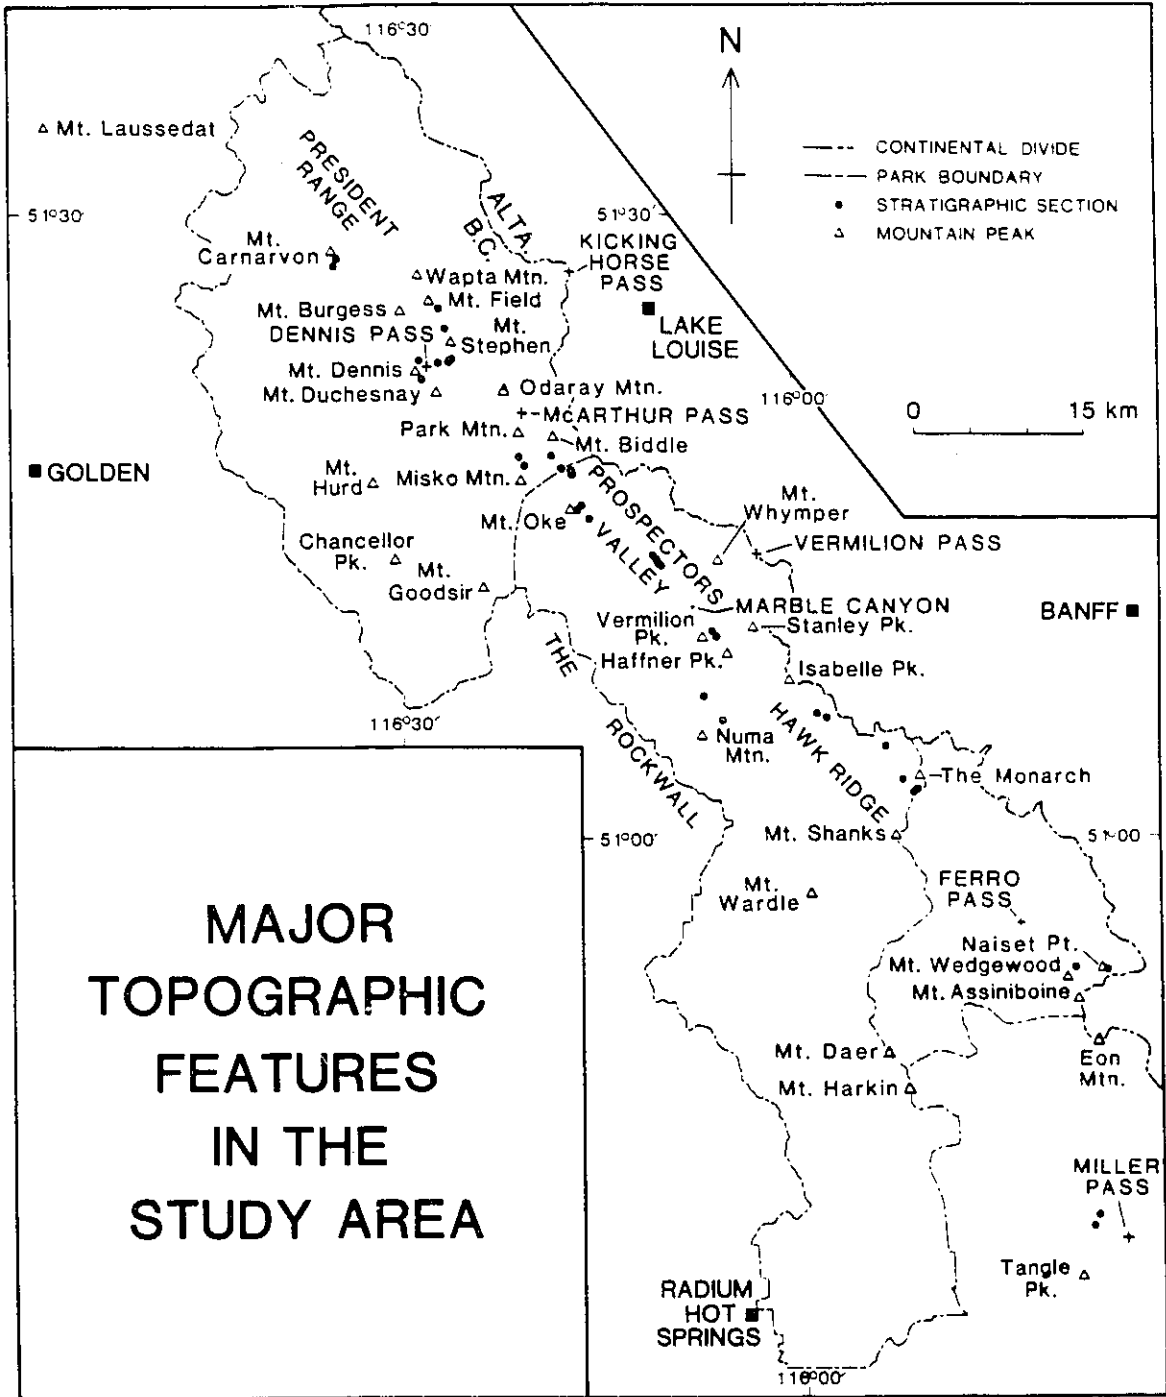 116°30'
N
Mt. Laussedat
PRESIDENT
RANGE
CONTINENTAL DIVIDE
PARK BOUNDARY
STRATIGRAPHIC SECTION
MOUNTAIN PEAK
51°30'
ALTA.
B.C.
51°30'
Mt.
Carnarvon
KICKING
HORSE
PASS
Wapta Mtn.
Mt. Burgess
Mt. Field
DENNIS PASS
Mt.
Stephen
LAKE
LOUISE
Mt. Dennis
Mt. Duchesnay
Odaray Mtn.
116°00'
0 15 km
McARTHUR PASS
Park Mtn.
Mt. Biddle
GOLDEN
Mt.
Hurd
Misko Mtn.
PROSPECTORS
VALLEY
Mt.
Whymper
Mt. Oke
VERMILION PASS
Chancellor
Pk.
Mt.
Goodsir
MARBLE CANYON
BANFF
Vermilion
Pk.
Stanley Pk.
Haffner Pk.
THE
ROCKWALL
Isabelle Pk.
116°30'
HAWK RIDGE
Numa
Mtn.
The Monarch
51°00'
Mt. Shanks
51°00
Mt.
Wardle
FERRO
PASS
Naiset Pt.
Mt. Wedgewood
Mt. Assiniboine
Mt. Daer
Eon
Mtn.
Mt. Harkin
MILLER
PASS
Tangle
Pk.
RADIUM
HOT
SPRINGS
116°00'
MAJOR
TOPOGRAPHIC
FEATURES
IN THE
STUDY AREA